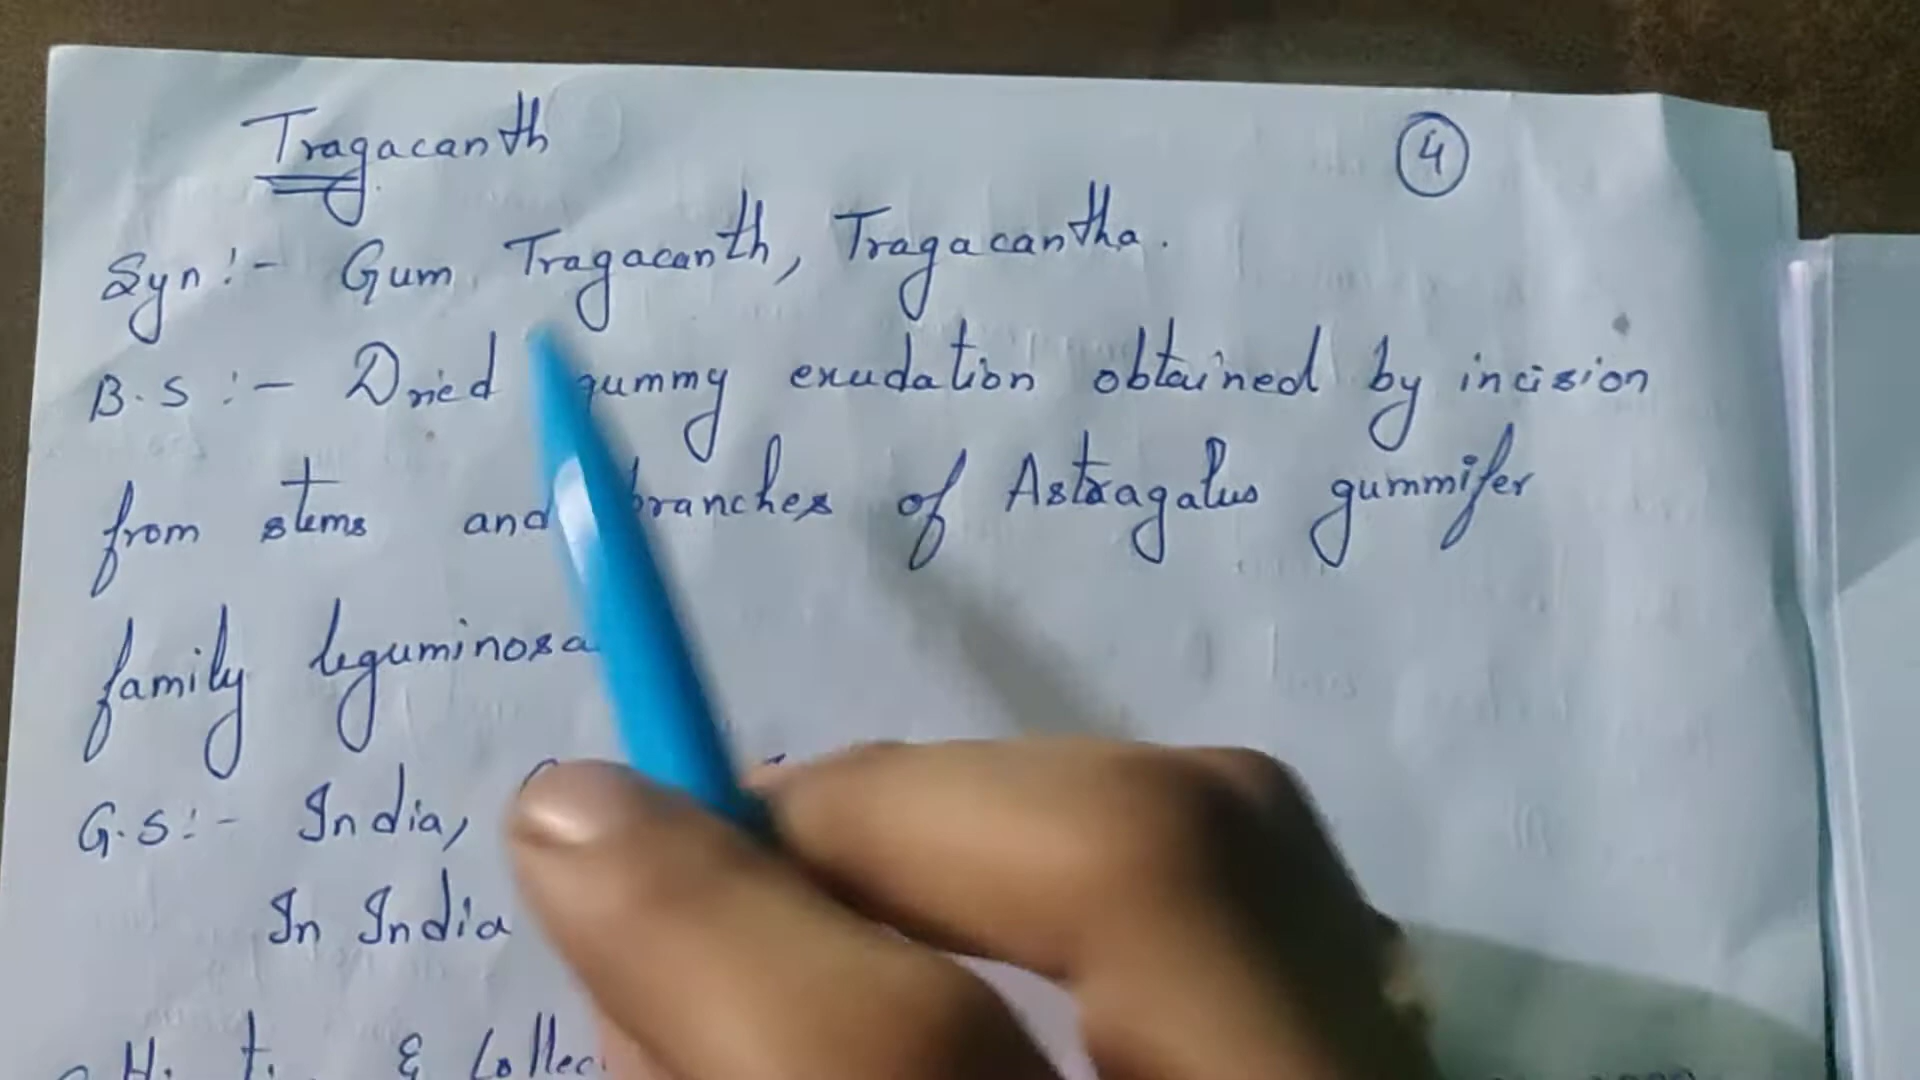 Tragacanth
4
Syn :- Gum Tragacanth, Tragacantha.
B.S :- Dried gummy exudation obtained by incision
from stems and branches of Astragalus gummifer
family leguminosa
G.S :- India,
In India
&